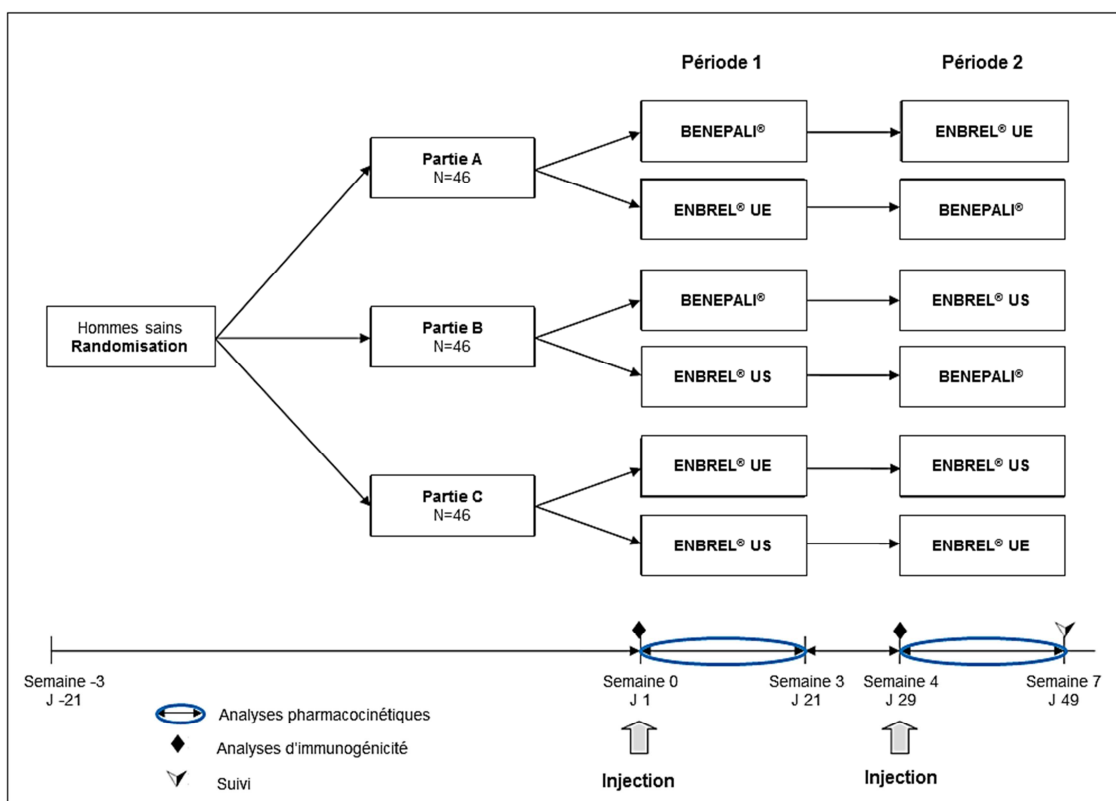 Période 1
Période 2
BENEPALI®
ENBREL® UE
Partie A
N=46
ENBREL® UE
BENEPALI®
BENEPALI®
ENBREL® US
Hommes sains
Randomisation
Partie B
N=46
ENBREL® US
BENEPALI®
ENBREL® UE
ENBREL® US
Partie C
N=46
ENBREL® US
ENBREL® UE
Semaine -3
J -21
Semaine 0
J 1
Semaine 3
J 21
Semaine 4
J 29
Semaine 7
J 49
Analyses pharmacocinétiques
Analyses d'immunogénicité
Suivi
Injection
Injection